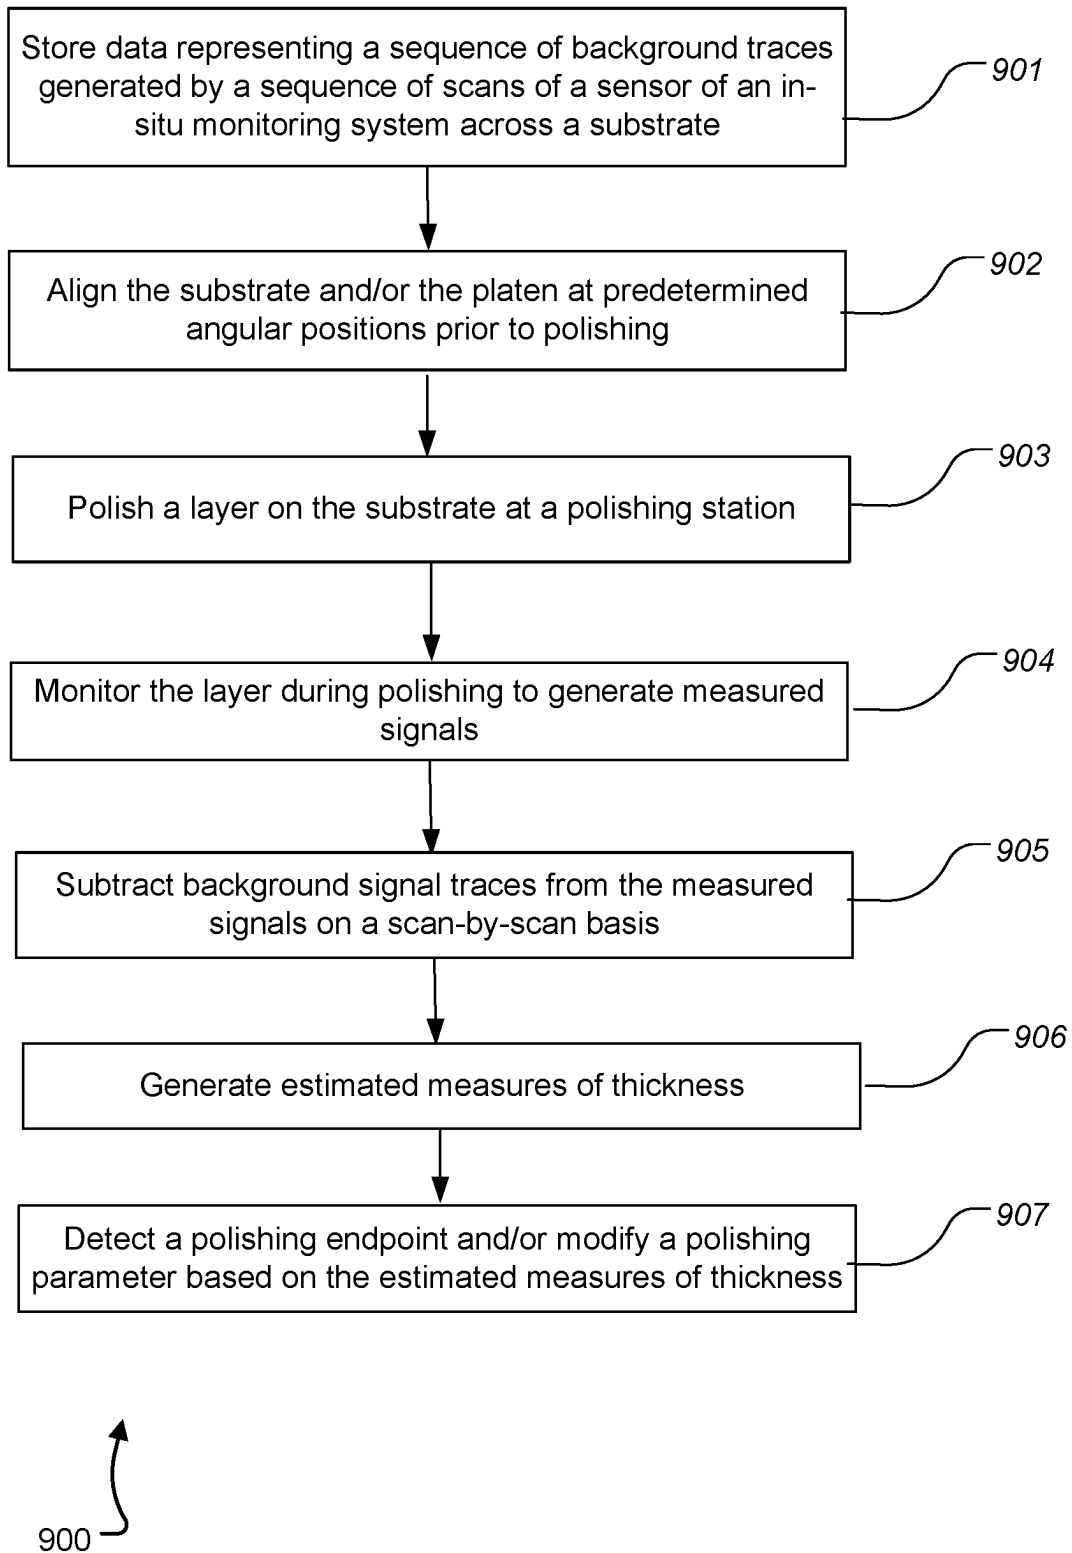 Store data representing a sequence of background traces
generated by a sequence of scans of a sensor of an in-
situ monitoring system across a substrate
901
Align the substrate and/or the platen at predetermined
angular positions prior to polishing
902
Polish a layer on the substrate at a polishing station
903
Monitor the layer during polishing to generate measured
signals
904
Subtract background signal traces from the measured
signals on a scan-by-scan basis
905
Generate estimated measures of thickness
906
Detect a polishing endpoint and/or modify a polishing
parameter based on the estimated measures of thickness
907
900